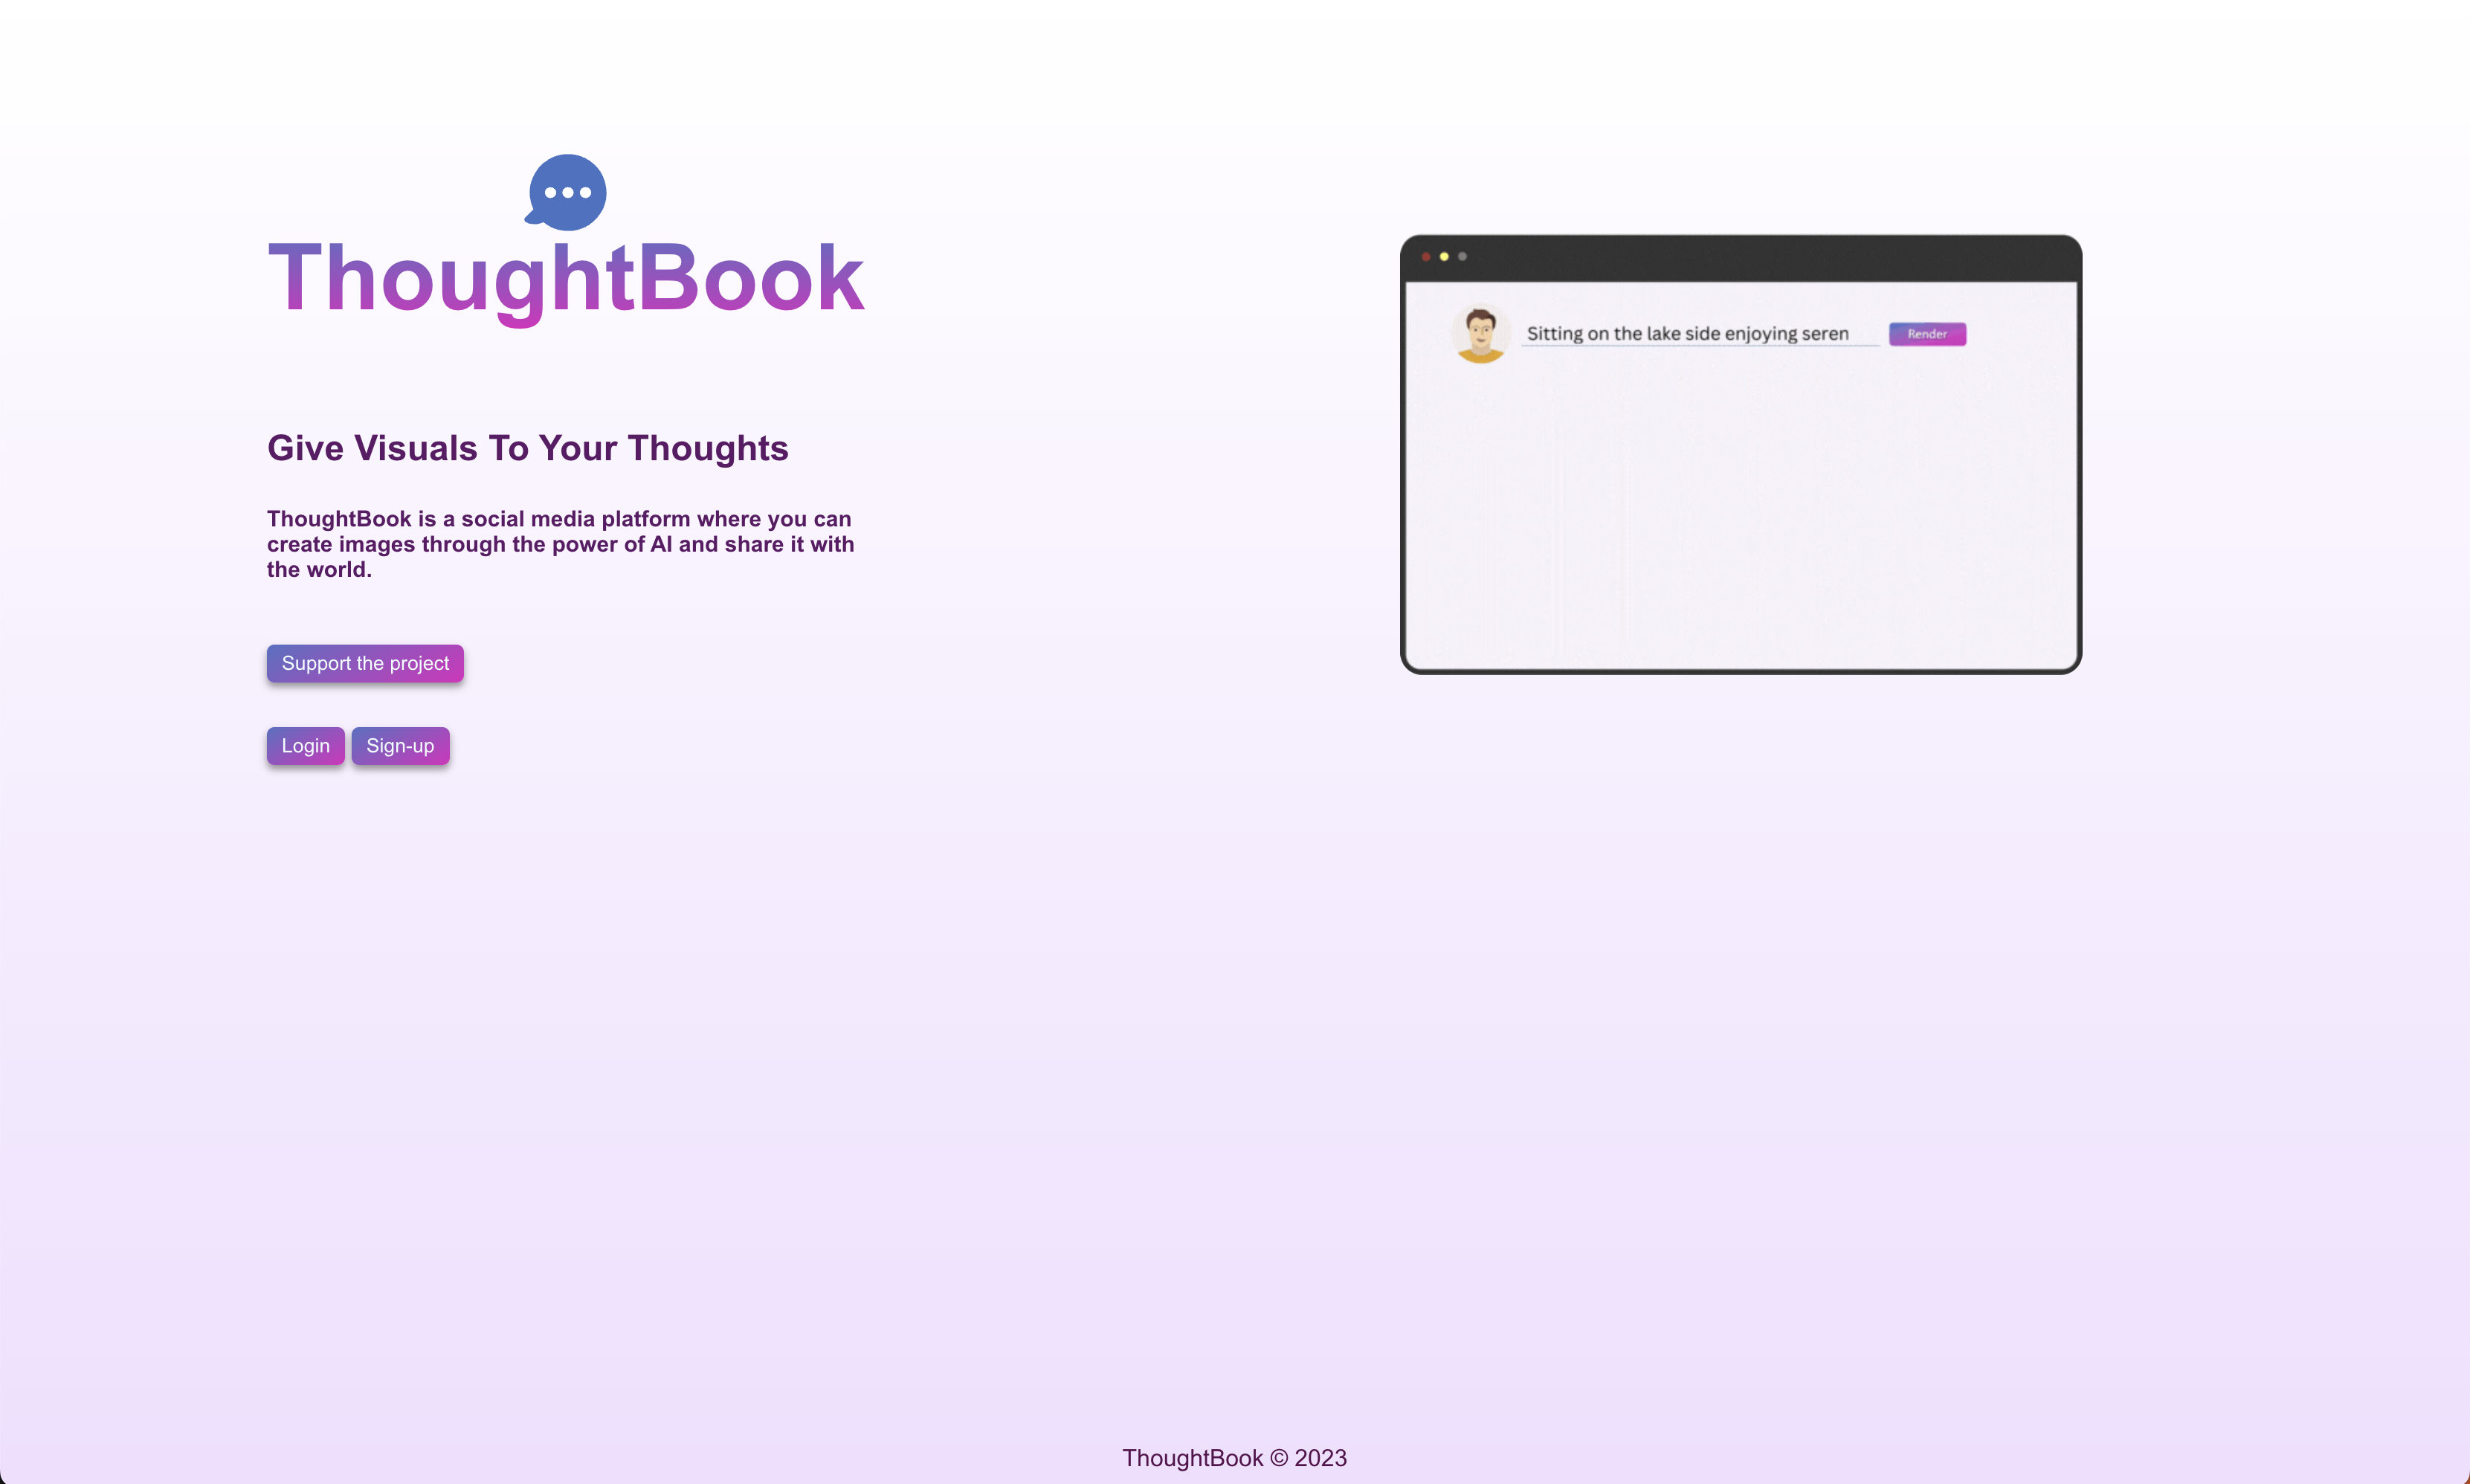 ThoughtBook
Give Visuals To Your Thoughts
ThoughtBook is a social media platform where you can
create images through the power of AI and share it with
the world.
Support the project
Login
Sign-up
Sitting on the lake side enjoying seren
Render
ThoughtBook © 2023